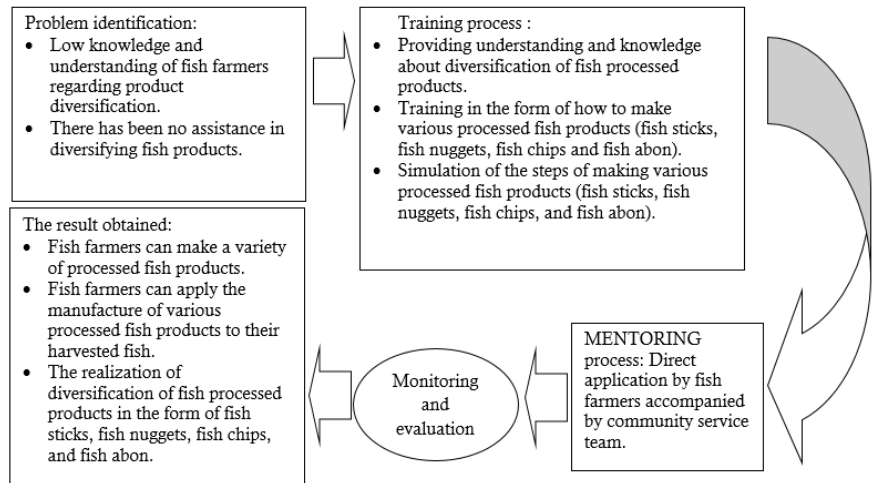 Problem identification:
• Low knowledge and
understanding of fish farmers
regarding product
diversification.
• There has been no assistance in
diversifying fish products.
Training process :
• Providing understanding and knowledge
about diversification of fish processed
products.
• Training in the form of how to make
various processed fish products (fish sticks,
fish nuggets, fish chips and fish abon).
• Simulation of the steps of making various
processed fish products (fish sticks, fish
nuggets, fish chips, and fish abon).
MENTORING
process: Direct
application by fish
farmers accompanied
by community service
team.
Monitoring
and
evaluation
The result obtained:
• Fish farmers can make a variety
of processed fish products.
• Fish farmers can apply the
manufacture of various
processed fish products to their
harvested fish.
• The realization of
diversification of fish processed
products in the form of fish
sticks, fish nuggets, fish chips,
and fish abon.